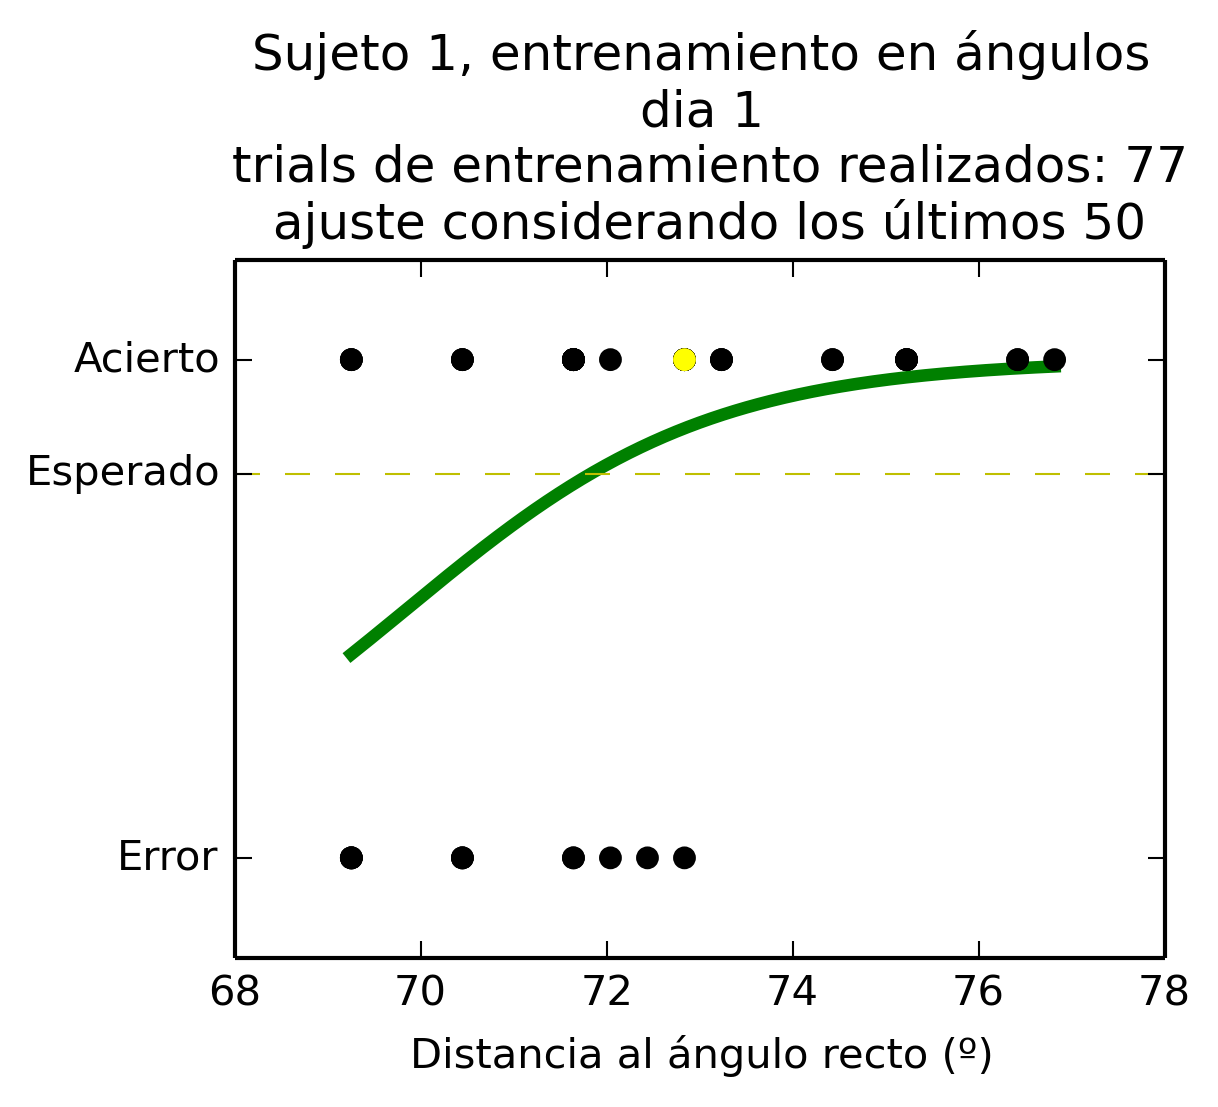 Sujeto 1, entrenamiento en ángulos
dia 1
trials de entrenamiento realizados: 77
ajuste considerando los últimos 50
Acierto
Esperado
Error
68 70 72 74 76 78
Distancia al ángulo recto (º)